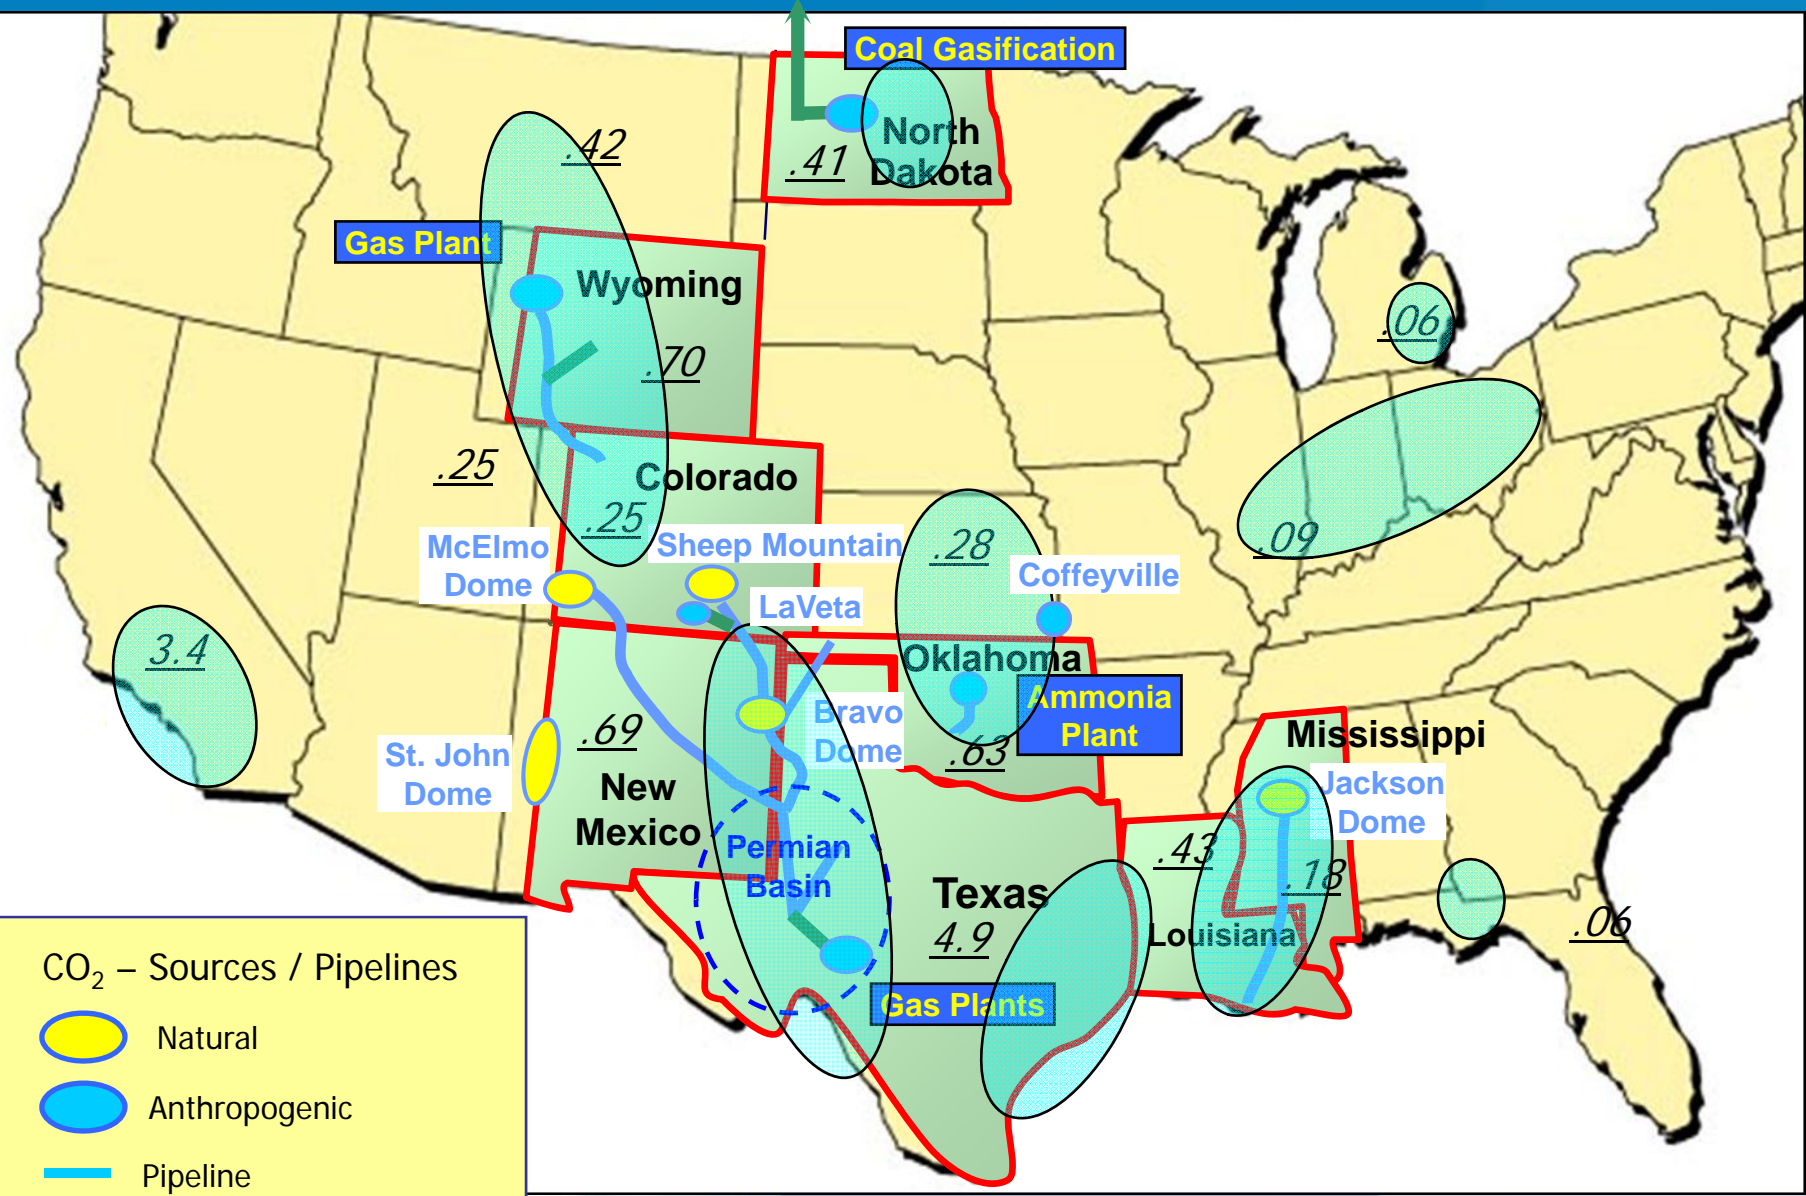 Coal Gasification
.42
North
.41
Dakota
Gas Plant
Wyoming
.06
.70
.25
Colorado
.25
McElmo
Dome
Sheep Mountain
.28
.09
Coffeyville
LaVeta
3.4
Oklahoma
Ammonia
Plant
.69
Bravo
Dome
.63
Mississippi
St. John
Dome
New
Mexico
Jackson
Dome
Permian
Basin
.43
.18
Texas
4.9
Louisiana
.06
Gas Plants
CO₂ – Sources / Pipelines
Natural
Anthropogenic
Pipeline